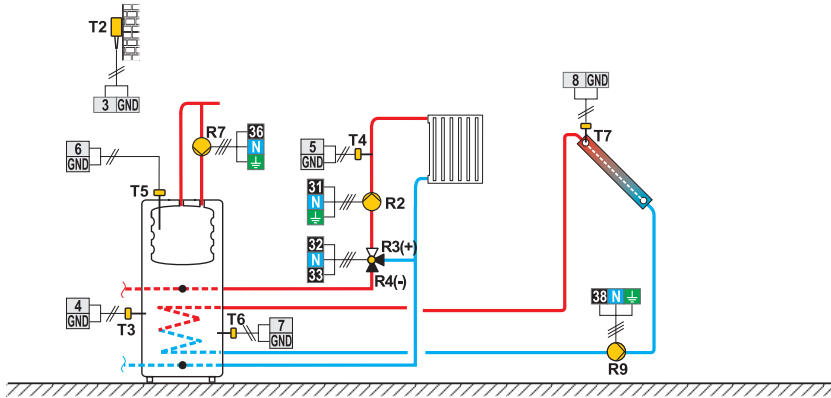 T2
3 GND
8 GND
T7
6
GND
R7
36
N
5
GND
T4
T5
31
N
R2
32
N
33
R3(+)
R4(-)
4
GND
T3
T6
7
GND
38 N
R9